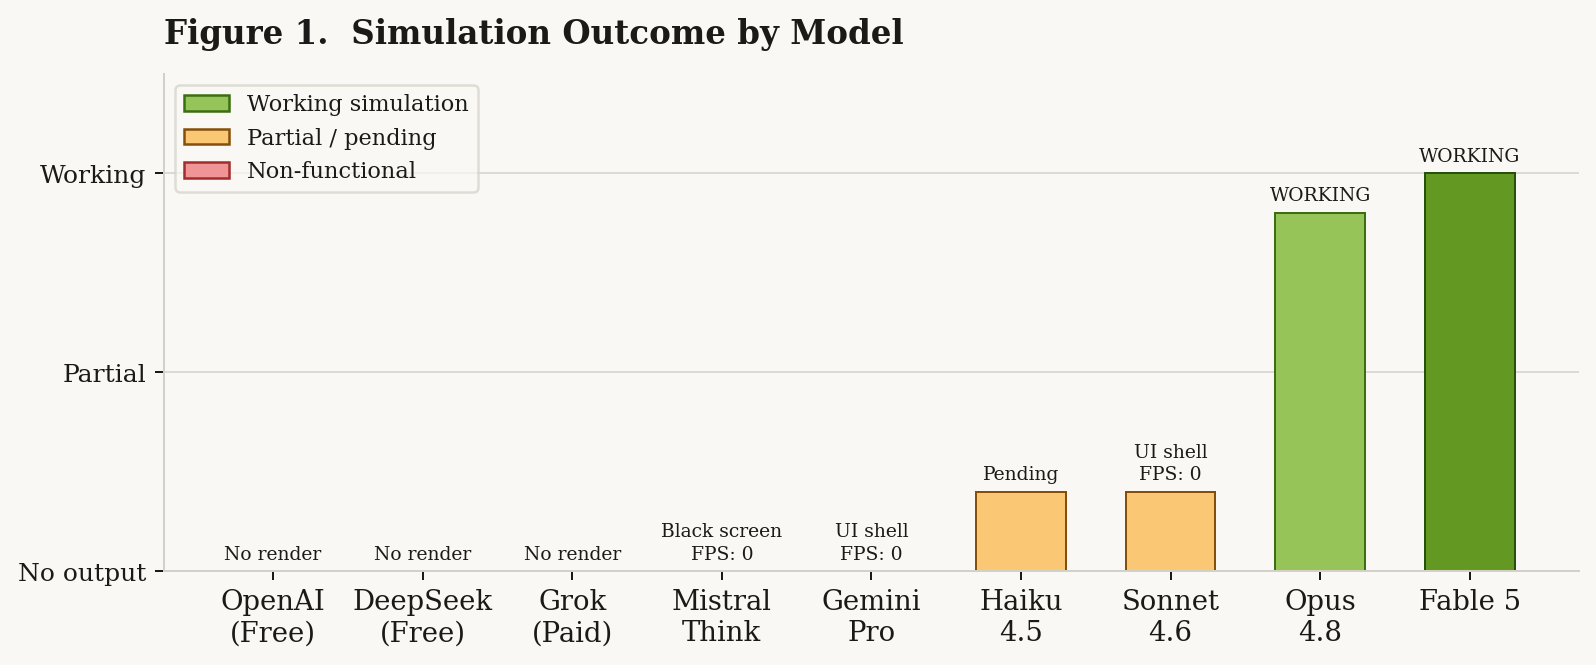 Figure 1.  Simulation Outcome by Model
Working simulation
Partial / pending
Non-functional
Working
Partial
No output
No render
No render
No render
Black screen
FPS: 0
UI shell
FPS: 0
Pending
UI shell
FPS: 0
WORKING
WORKING
OpenAI
(Free)
DeepSeek
(Free)
Grok
(Paid)
Mistral
Think
Gemini
Pro
Haiku
4.5
Sonnet
4.6
Opus
4.8
Fable 5